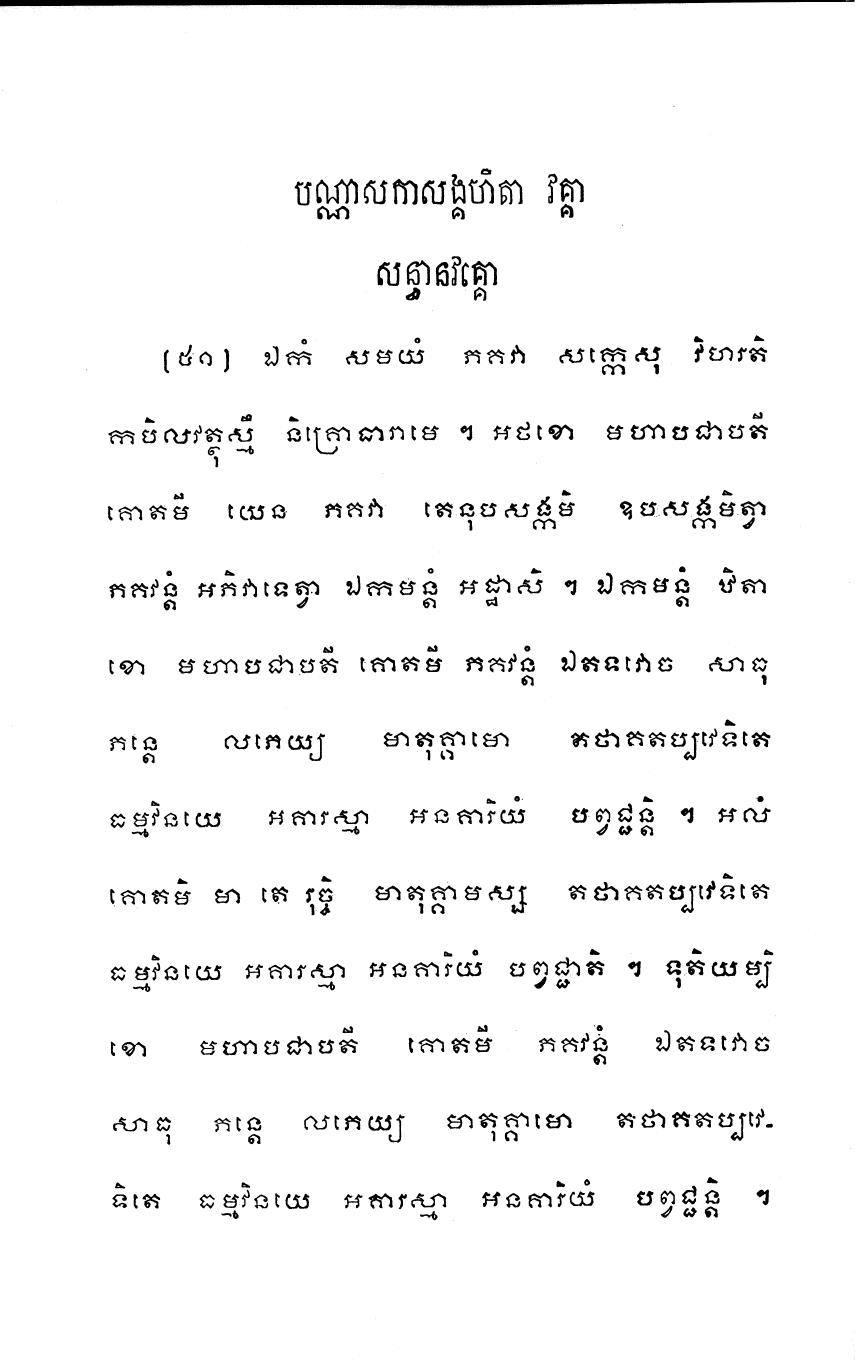 បណ្ណាសកាសង្គហិតា វគ្គា
សន្ធានវគ្គោ
(៥១) ឯកំ សមយំ ភគវា សក្កេសុ វិហរតិ
កបិលវត្ថុស្មឹ និគ្រោធារាមេ ។ អថខោ មហាបជាបតី
គោតមី យេន ភគវា តេនុបសង្កមិ ឧបសង្កមិត្វា
ភគវន្តំ អភិវាទេត្វា ឯកមន្តំ អដ្ឋាសិ ។ ឯកមន្តំ ឋិតា
ខោ មហាបជាបតី គោតមី ភគវន្តំ ឯតទវោច សាធុ
ភន្តេ លភេយ្យ មាតុគ្គាមោ តថាគតប្បវេទិតេ
ធម្មវិនយេ អគារស្មា អនគារិយំ បព្វជ្ជន្តិ ។ អលំ
គោតមិ មា តេ រុច្ចិ មាតុគ្គាមស្ស តថាគតប្បវេទិតេ
ធម្មវិនយេ អគារស្មា អនគារិយំ បព្វជ្ជាតិ ។ ទុតិយម្បិ
ខោ មហាបជាបតី គោតមី ភគវន្តំ ឯតទវោច
សាធុ ភន្តេ លភេយ្យ មាតុគ្គាមោ តថាគតប្បវេ-
ទិតេ ធម្មវិនយេ អគារស្មា អនគារិយំ បព្វជ្ជន្តិ ។